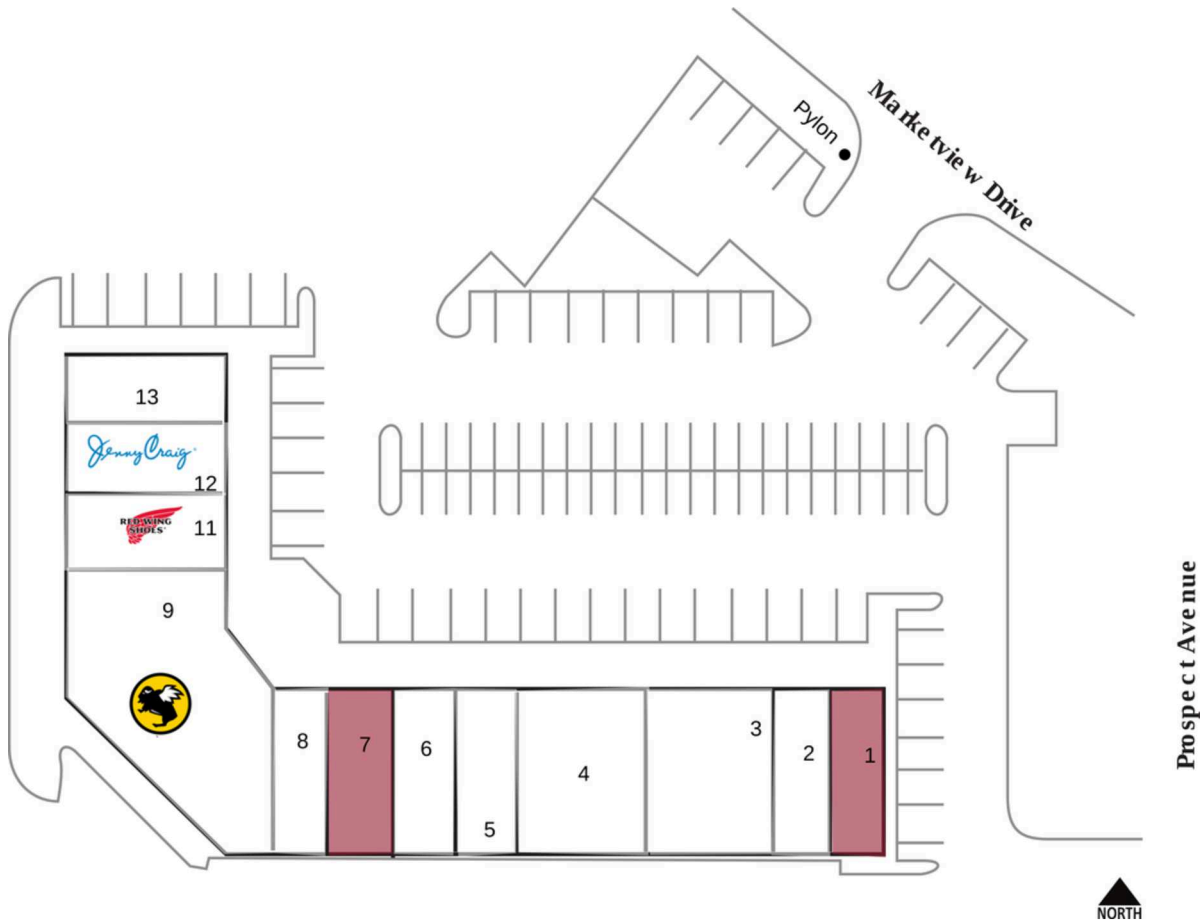 Pylon
Marketview Drive
13
Jenny Craig
12
RED WING
SHOES
11
9
8
7
6
5
4
3
2
1
Prospect Avenue
NORTH